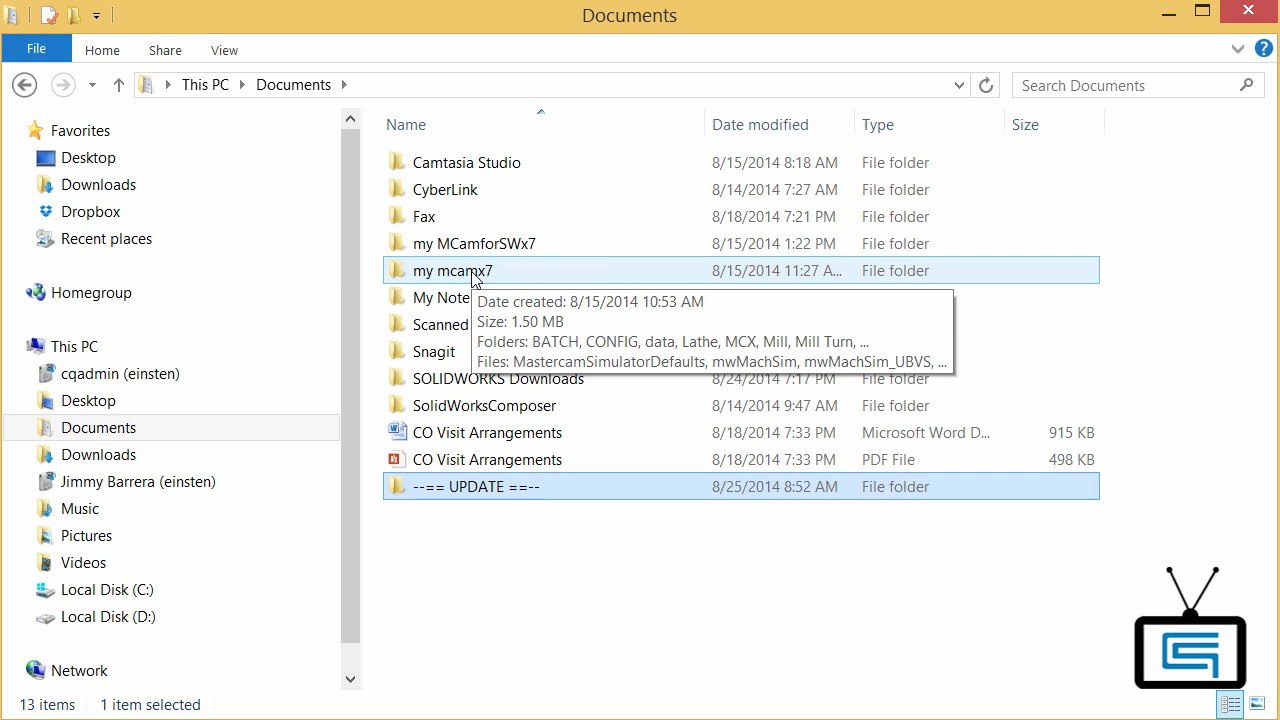 Documents
File Home Share View
This PC Documents Search Documents
Favorites
Desktop
Downloads
Dropbox
Recent places
Homegroup
This PC
cqadmin (einsten)
Desktop
Documents
Downloads
Jimmy Barrera (einsten)
Music
Pictures
Videos
Local Disk (C:)
Local Disk (D:)
Network
Name Date modified Type Size
Camtasia Studio 8/15/2014 8:18 AM File folder
CyberLink 8/14/2014 7:27 AM File folder
Fax 8/18/2014 7:21 PM File folder
my MCamforSWx7 8/15/2014 1:22 PM File folder
my mcamx7 8/15/2014 11:27 A... File folder
My Note
Scanned
Snagit
Date created: 8/15/2014 10:53 AM
Size: 1.50 MB
Folders: BATCH, CONFIG, data, Lathe, MCX, Mill, Mill Turn, ...
Files: MastercamSimulatorDefaults, mwMachSim, mwMachSim_UBVS, ...
SOLIDWORKS Downloads 8/24/2014 7:17 PM File folder
SolidWorksComposer 8/14/2014 9:47 AM File folder
CO Visit Arrangements 8/18/2014 7:33 PM Microsoft Word D... 915 KB
CO Visit Arrangements 8/18/2014 7:33 PM PDF File 498 KB
--== UPDATE ==-- 8/25/2014 8:52 AM File folder
13 items 1 item selected